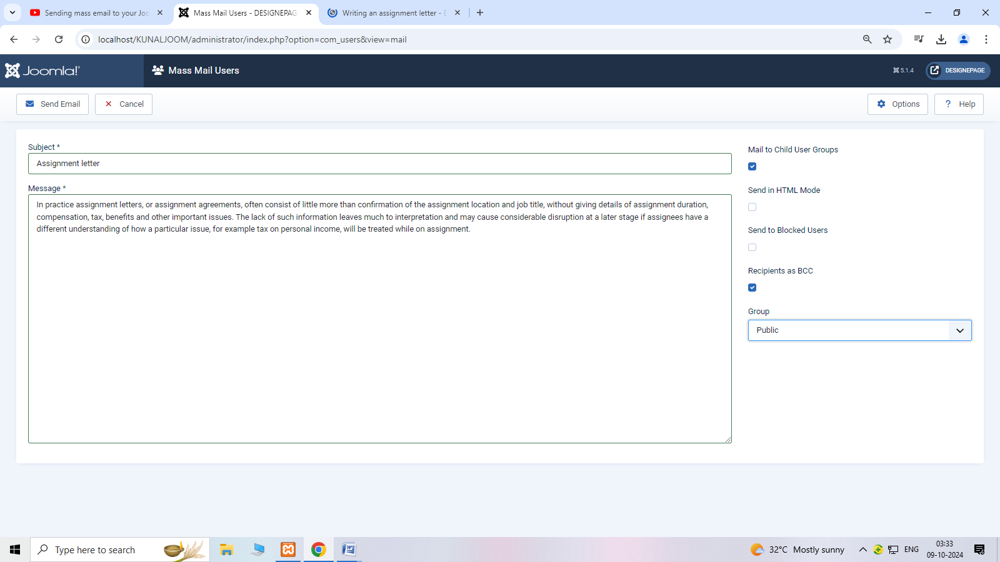 Sending mass email to your Joo
Mass Mail Users - DESIGNEPAG
Writing an assignment letter -
localhost/KUNALJOOM/administrator/index.php?option=com_users&view=mail
Joomla!
Mass Mail Users
5.1.4
DESIGNEPAGE
Send Email
Cancel
Options
? Help
Subject *
Assignment letter
Message *
In practice assignment letters, or assignment agreements, often consist of little more than confirmation of the assignment location and job title, without giving details of assignment duration,
compensation, tax, benefits and other important issues. The lack of such information leaves much to interpretation and may cause considerable disruption at a later stage if assignees have a
different understanding of how a particular issue, for example tax on personal income, will be treated while on assignment.
Mail to Child User Groups
Send in HTML Mode
Send to Blocked Users
Recipients as BCC
Group
Public
Type here to search
32°C Mostly sunny
ENG
03:33
09-10-2024